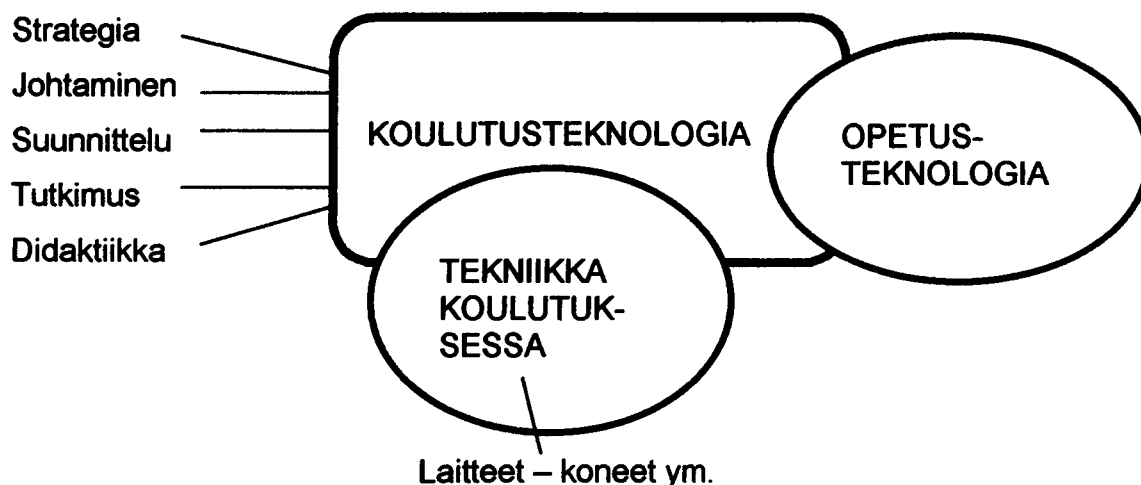 Strategia
Johtaminen
Suunnittelu
Tutkimus
Didaktiikka
KOULUTUSTEKNOLOGIA
OPETUS-
TEKNOLOGIA
TEKNIIKKA
KOULUTUK-
SESSA
Laitteet – koneet ym.